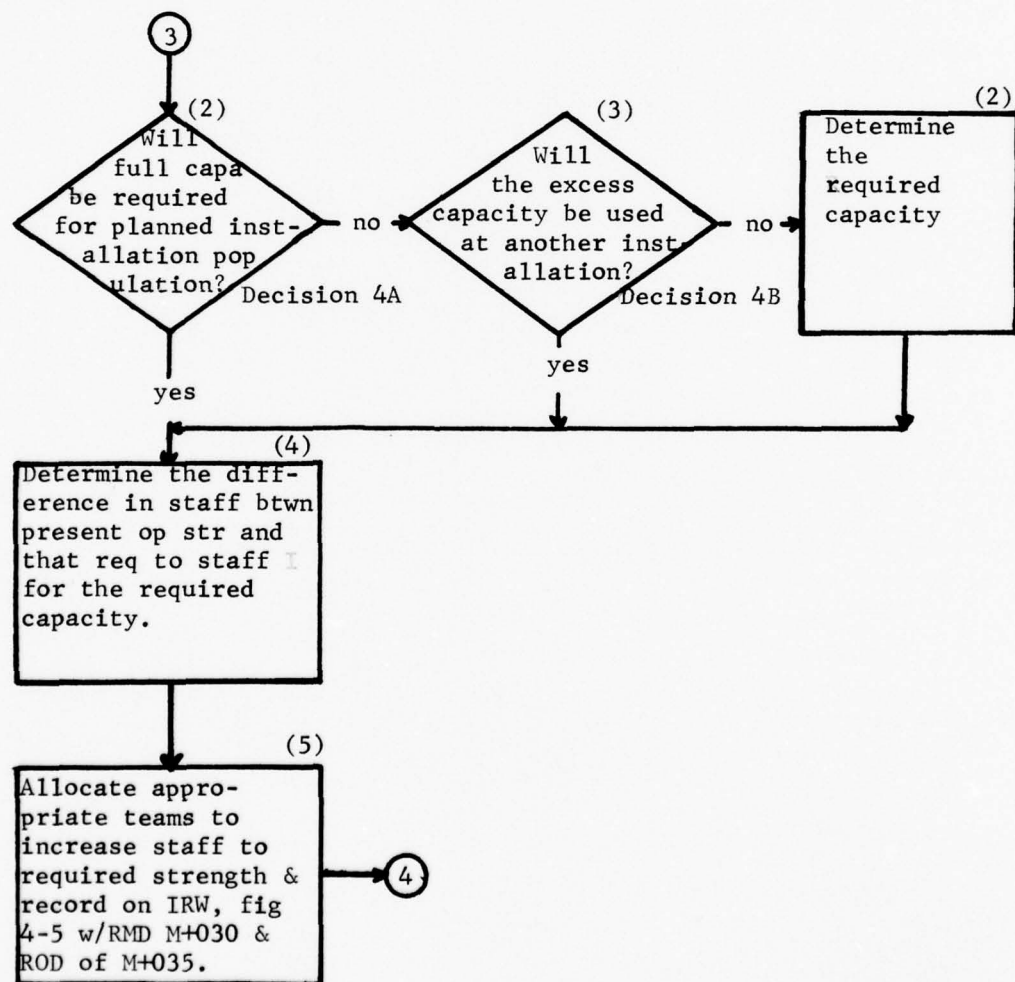 3
(2)
Will
full capa
be required
for planned inst-
allation pop
ulation?
Decision 4A
no
yes
(3)
Will
the excess
capacity be used
at another inst-
allation?
Decision 4B
no
yes
(2)
Determine
the
required
capacity
(4)
Determine the diff-
erence in staff btwn
present op str and
that req to staff I
for the required
capacity.
(5)
Allocate appro-
priate teams to
increase staff to
required strength &
record on IRW, fig
4-5 w/RMD M+030 &
ROD of M+035.
4